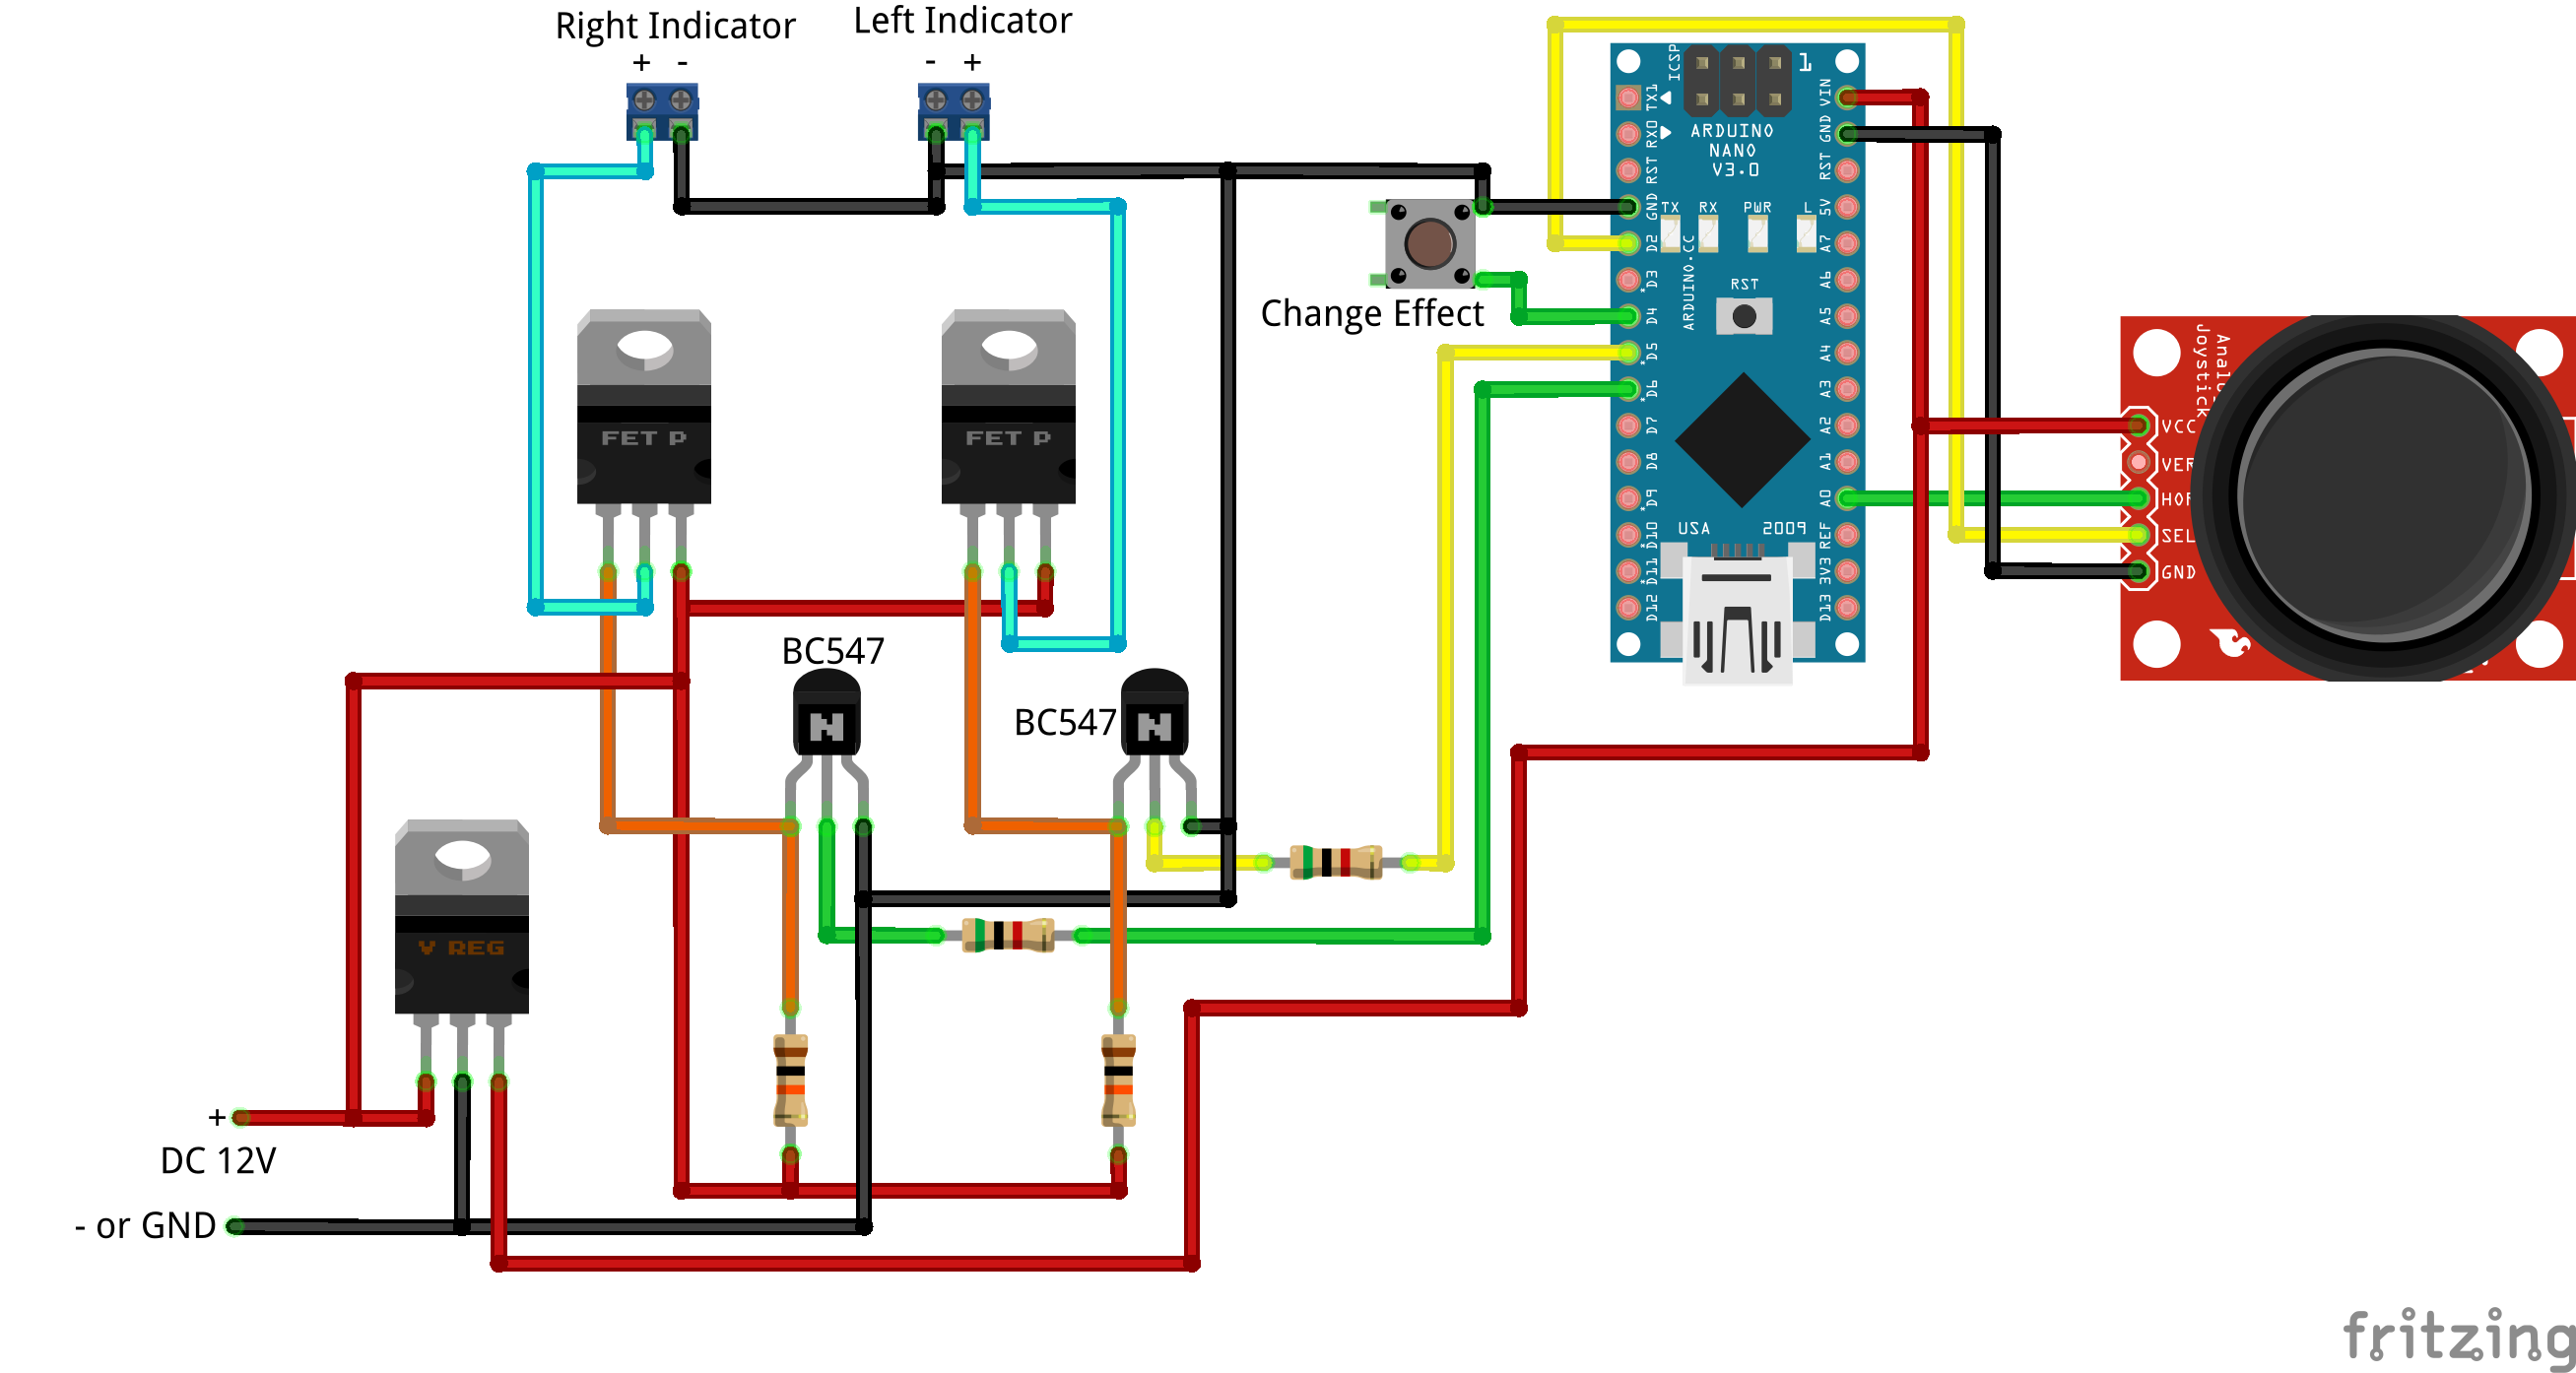 Right Indicator
+ -
Left Indicator
- +
Change Effect
FET P
FET P
BC547
BC547
V REG
+
DC 12V
- or GND
ICSP
1
ARDUINO
NANO
V3.0
TX RX PWR L
ARDUINO.CC
RST
USA 2009
TX1
RX0
RST
GND
D2
*D3
D4
*D5
*D6
D7
D8
*D9
*D10
*D11
D12
VIN
GND
RST
5V
A7
A6
A5
A4
A3
A2
A1
A0
REF
3V3
D13
Joystick
VCC
VER
HOR
SEL
GND
N
N
fritzing